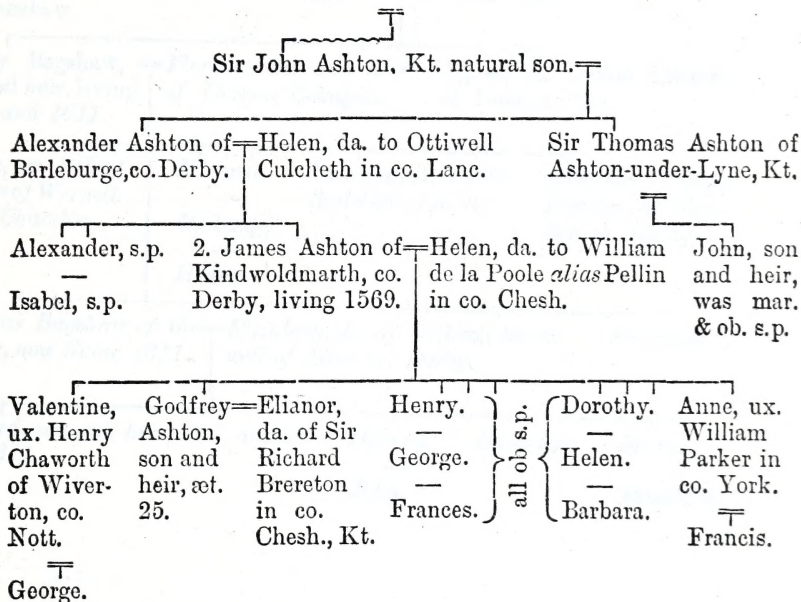 Sir John Ashton, Kt. natural son.
Alexander Ashton of
Barleburge, co. Derby.
Helen, da. to Ottiwell
Culcheth in co. Lanc.
Sir Thomas Ashton of
Ashton-under-Lyne, Kt.
Alexander, s.p.
—
Isabel, s.p.
2. James Ashton of
Kindwoldmarth, co.
Derby, living 1569.
Helen, da. to William
de la Poole alias Pellin
in co. Chesh.
John, son
and heir,
was mar.
& ob. s.p.
Valentine,
ux. Henry
Chaworth
of Wiver-
ton, co.
Nott.
George.
Godfrey
Ashton,
son and
heir, æt.
25.
Elianor,
da. of Sir
Richard
Brereton
in co.
Chesh., Kt.
Henry.
—
George.
—
Frances.
all ob s.p.
Dorothy.
—
Helen.
—
Barbara.
Anne, ux.
William
Parker in
co. York.
Francis.